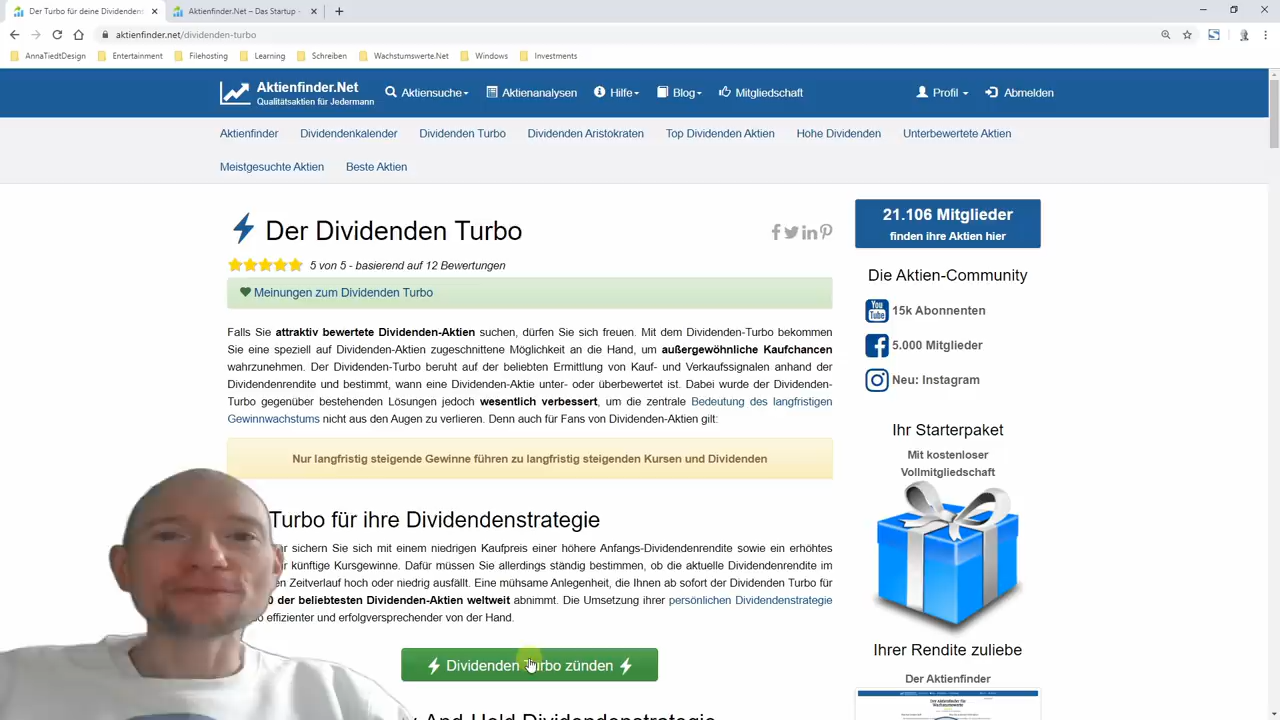 Der Turbo für deine Dividenden
Aktienfinder.Net – Das Startup -
aktienfinder.net/dividenden-turbo
AnnaTiedtDesign Entertainment Filehosting Learning Schreiben Wachstumswerte.Net Windows Investments
Aktienfinder.Net
Qualitätsaktien für Jedermann
Aktiensuche Aktienanalysen Hilfe Blog Mitgliedschaft Profil Abmelden
Aktienfinder Dividendenkalender Dividenden Turbo Dividenden Aristokraten Top Dividenden Aktien Hohe Dividenden Unterbewertete Aktien
Meistgesuchte Aktien Beste Aktien
Der Dividenden Turbo
5 von 5 - basierend auf 12 Bewertungen
Meinungen zum Dividenden Turbo
Falls Sie attraktiv bewertete Dividenden-Aktien suchen, dürfen Sie sich freuen. Mit dem Dividenden-Turbo bekommen
Sie eine speziell auf Dividenden-Aktien zugeschnittene Möglichkeit an die Hand, um außergewöhnliche Kaufchancen
wahrzunehmen. Der Dividenden-Turbo beruht auf der beliebten Ermittlung von Kauf- und Verkaufssignalen anhand der
Dividendenrendite und bestimmt, wann eine Dividenden-Aktie unter- oder überbewertet ist. Dabei wurde der Dividenden-
Turbo gegenüber bestehenden Lösungen jedoch wesentlich verbessert, um die zentrale Bedeutung des langfristigen
Gewinnwachstums nicht aus den Augen zu verlieren. Denn auch für Fans von Dividenden-Aktien gilt:
Nur langfristig steigende Gewinne führen zu langfristig steigenden Kursen und Dividenden
Turbo für ihre Dividendenstrategie
sichern Sie sich mit einem niedrigen Kaufpreis einer höhere Anfangs-Dividendenrendite sowie ein erhöhtes
künftige Kursgewinne. Dafür müssen Sie allerdings ständig bestimmen, ob die aktuelle Dividendenrendite im
Zeitverlauf hoch oder niedrig ausfällt. Eine mühsame Angelegenheit, die Ihnen ab sofort der Dividenden Turbo für
der beliebtesten Dividenden-Aktien weltweit abnimmt. Die Umsetzung ihrer persönlichen Dividendenstrategie
effizienter und erfolgversprechender von der Hand.
Dividenden Turbo zünden
And Hold Dividendenstrategie
21.106 Mitglieder
finden ihre Aktien hier
Die Aktien-Community
You
Tube
15k Abonnenten
5.000 Mitglieder
Neu: Instagram
Ihr Starterpaket
Mit kostenloser
Vollmitgliedschaft
Ihrer Rendite zuliebe
Der Aktienfinder